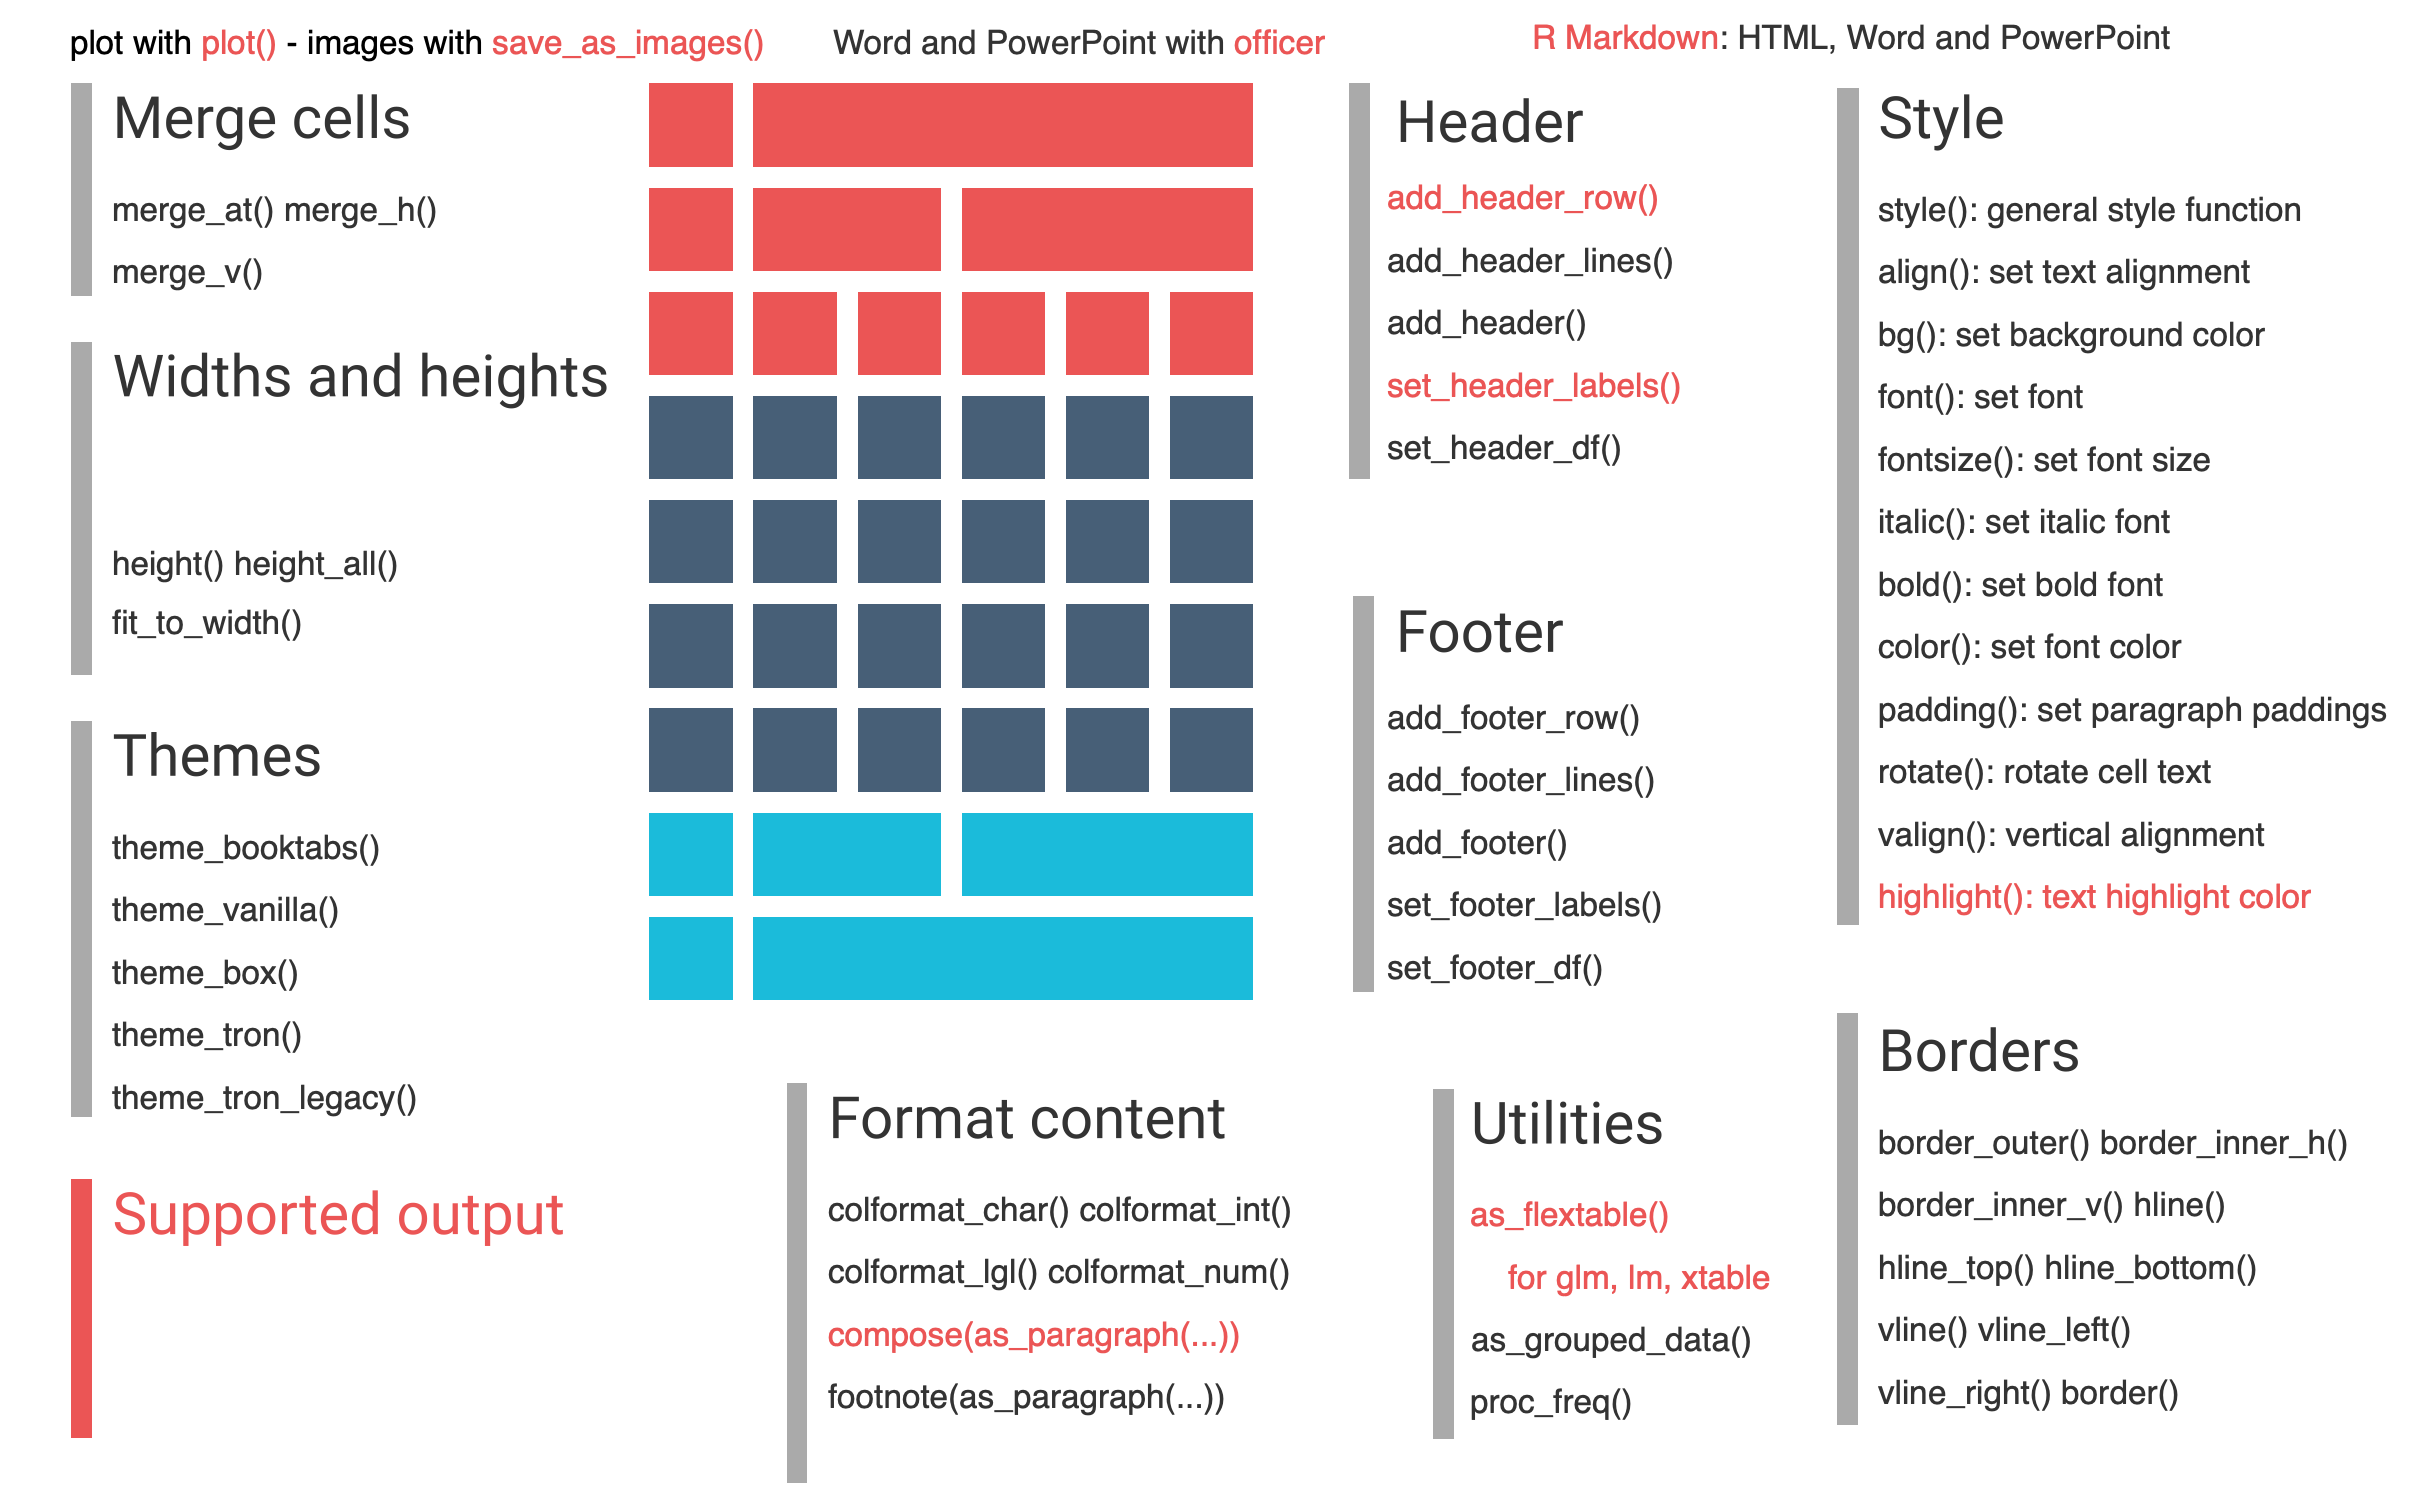 plot with plot() - images with save_as_images()
Word and PowerPoint with officer
R Markdown: HTML, Word and PowerPoint
Merge cells
merge_at() merge_h()
merge_v()
Widths and heights
height() height_all()
fit_to_width()
Themes
theme_booktabs()
theme_vanilla()
theme_box()
theme_tron()
theme_tron_legacy()
Supported output
Format content
colformat_char() colformat_int()
colformat_lgl() colformat_num()
compose(as_paragraph(...))
footnote(as_paragraph(...))
Header
add_header_row()
add_header_lines()
add_header()
set_header_labels()
set_header_df()
Footer
add_footer_row()
add_footer_lines()
add_footer()
set_footer_labels()
set_footer_df()
Utilities
as_flextable()
for glm, lm, xtable
as_grouped_data()
proc_freq()
Style
style(): general style function
align(): set text alignment
bg(): set background color
font(): set font
fontsize(): set font size
italic(): set italic font
bold(): set bold font
color(): set font color
padding(): set paragraph paddings
rotate(): rotate cell text
valign(): vertical alignment
highlight(): text highlight color
Borders
border_outer() border_inner_h()
border_inner_v() hline()
hline_top() hline_bottom()
vline() vline_left()
vline_right() border()